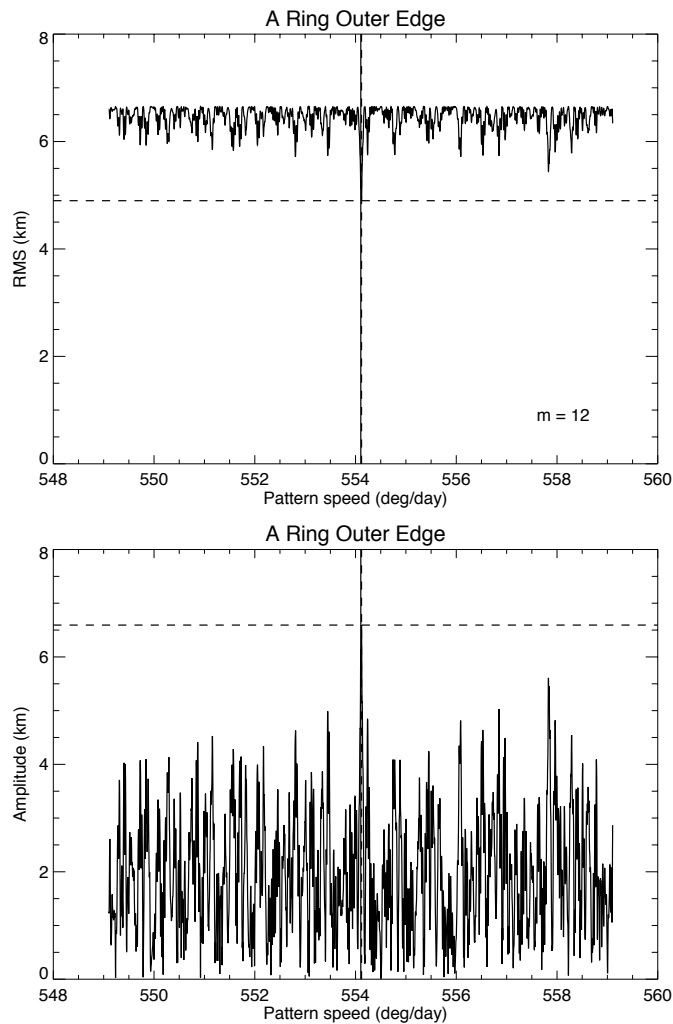 A Ring Outer Edge
8
6
4
2
0
RMS (km)
m = 12
548 550 552 554 556 558 560
Pattern speed (deg/day)
A Ring Outer Edge
8
6
4
2
0
Amplitude (km)
548 550 552 554 556 558 560
Pattern speed (deg/day)